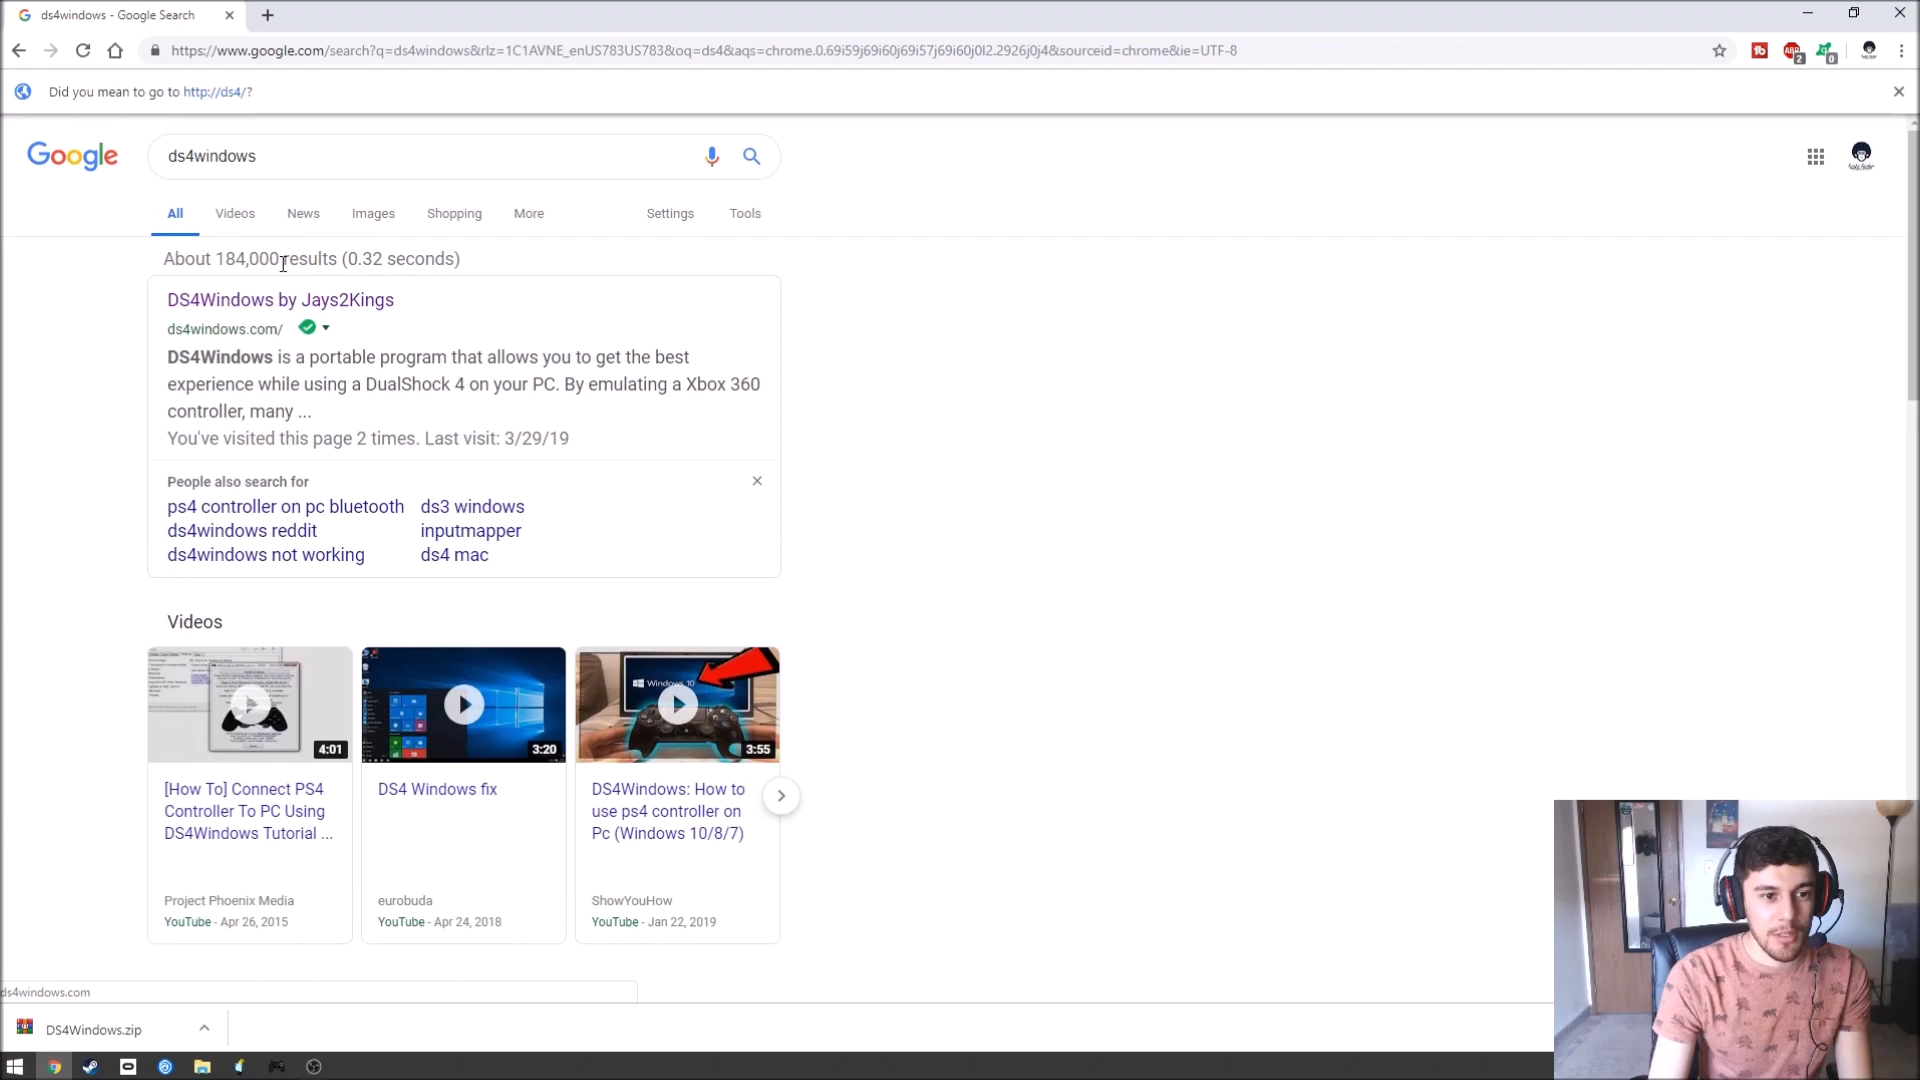 ds4windows - Google Search
https://www.google.com/search?q=ds4windows&rlz=1C1AVNE_enUS783US783&oq=ds4&aqs=chrome.0.69i59j69i60j69i57j69i60j0l2.2926j0j4&sourceid=chrome&ie=UTF-8
ABP
2
0
Did you mean to go to http://ds4/?
Google
ds4windows
All
Videos
News
Images
Shopping
More
Settings
Tools
About 184,000 results (0.32 seconds)
DS4Windows by Jays2Kings
ds4windows.com/
DS4Windows is a portable program that allows you to get the best
experience while using a DualShock 4 on your PC. By emulating a Xbox 360
controller, many ...
You've visited this page 2 times. Last visit: 3/29/19
People also search for
ps4 controller on pc bluetooth
ds3 windows
ds4windows reddit
inputmapper
ds4windows not working
ds4 mac
Videos
4:01
3:20
Windows 10
3:55
[How To] Connect PS4
Controller To PC Using
DS4Windows Tutorial ...
Project Phoenix Media
YouTube - Apr 26, 2015
DS4 Windows fix
eurobuda
YouTube - Apr 24, 2018
DS4Windows: How to
use ps4 controller on
Pc (Windows 10/8/7)
ShowYouHow
YouTube - Jan 22, 2019
ds4windows.com
DS4Windows.zip